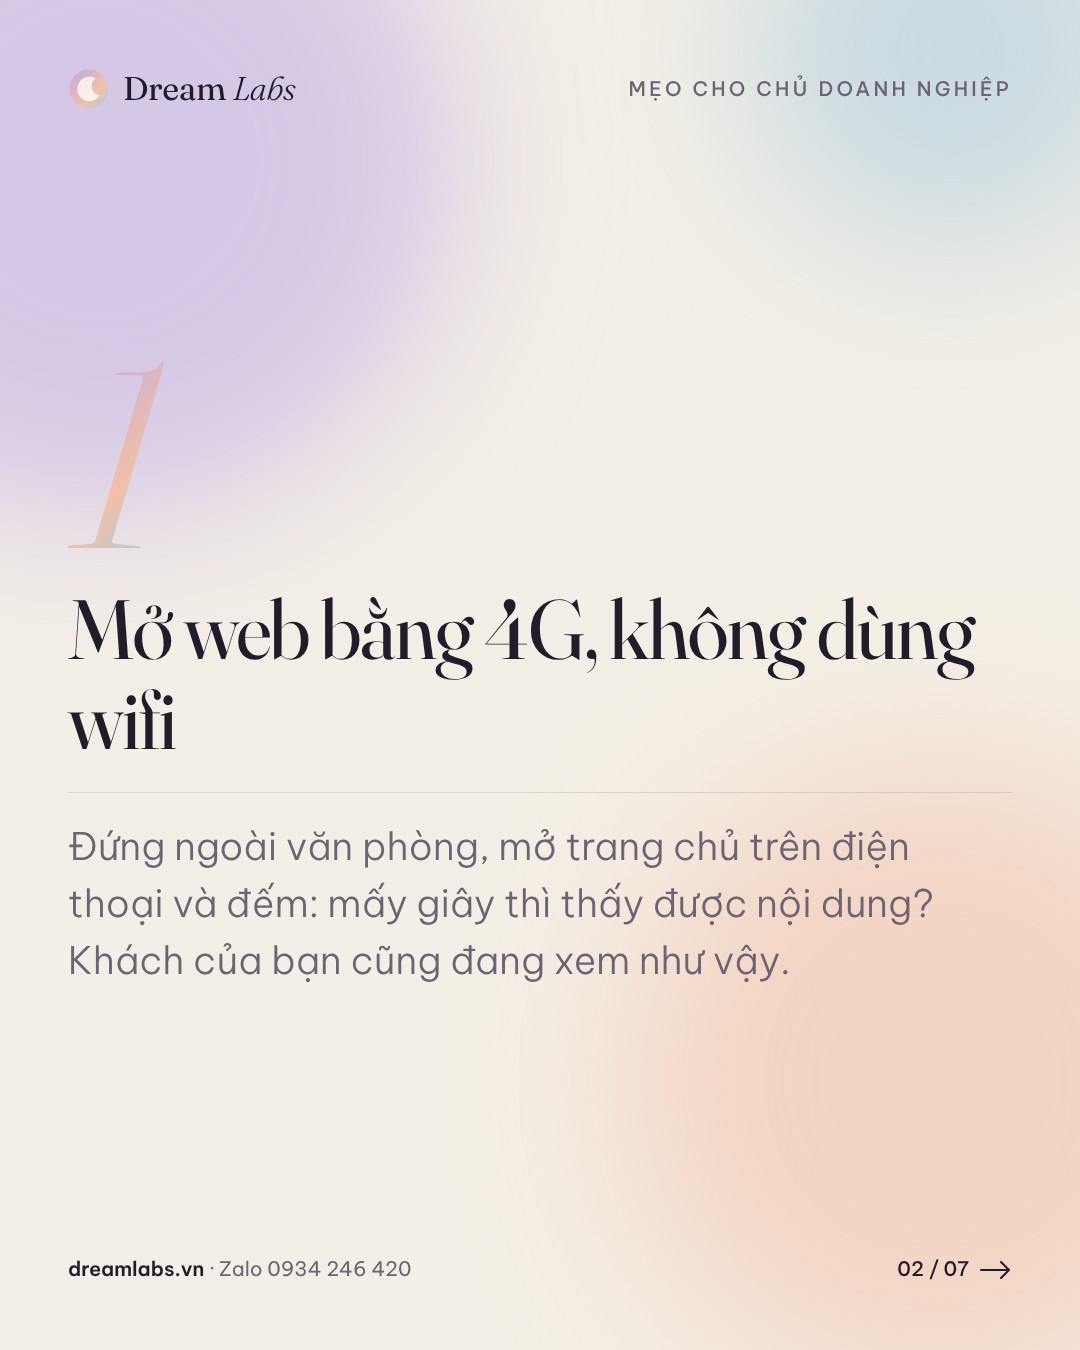 Dream Labs
MẸO CHO CHỦ DOANH NGHIỆP
1
Mở web bằng 4G, không dùng
wifi
Đứng ngoài văn phòng, mở trang chủ trên điện
thoại và đếm: mấy giây thì thấy được nội dung?
Khách của bạn cũng đang xem như vậy.
dreamlabs.vn · Zalo 0934 246 420
02 / 07 →